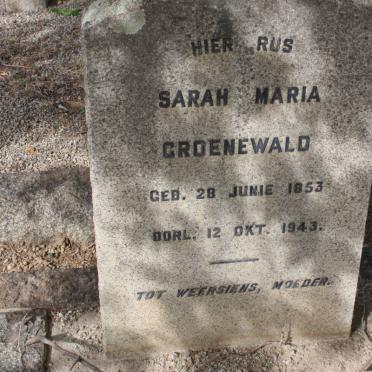 HIER RUS
SARAH MARIA
GROENEWALD
GEB. 28 JUNIE 1853
OORL. 12 OKT. 1943.
TOT WEERSIENS, MOEDER.